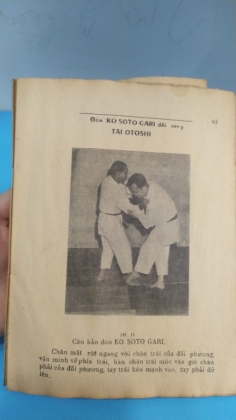 Đòn KO SOTO GARI đổi sang
TAI OTOSHI
Căn bản đòn KO SOTO GARI.
Chân mặt rút ngang với chân trái của đối phương,
vặn mình về phía trái, bàn chân trái móc vào gót chân
phải của đối phương, tay trái kéo mạnh vào, tay phải đở
lên.